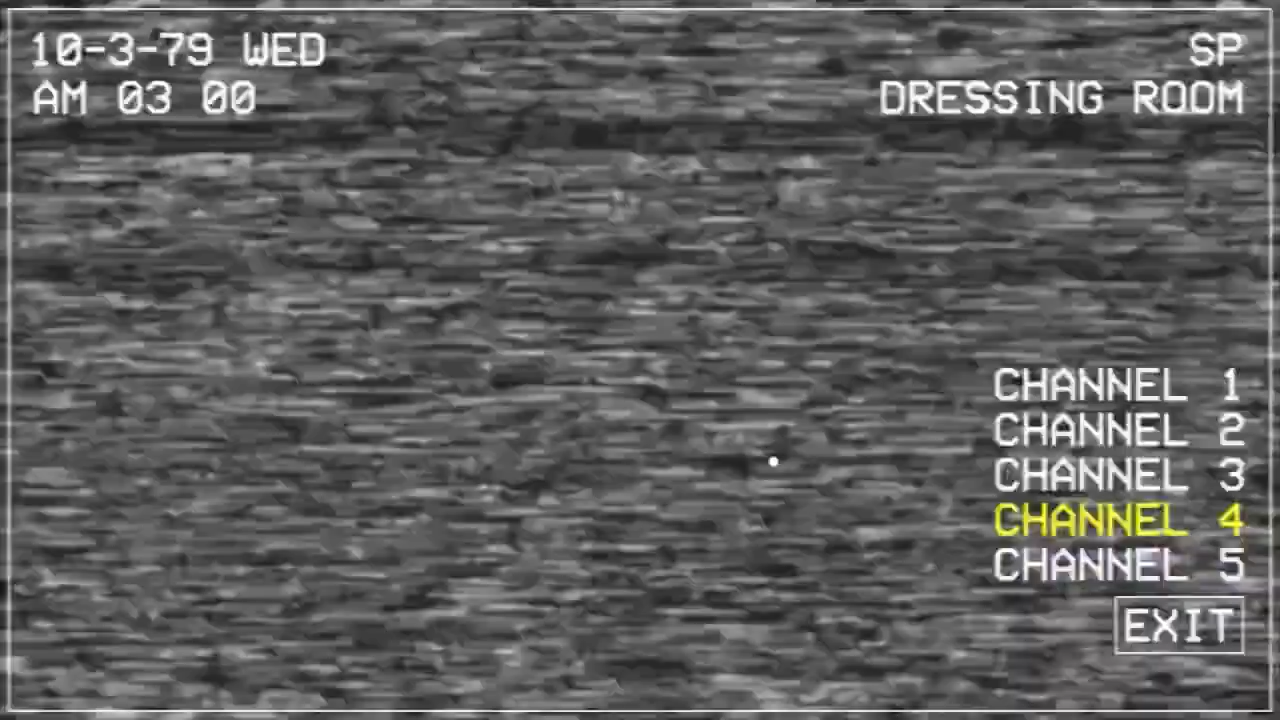 10-3-79 WED
AM 03 00
SP
DRESSING ROOM
CHANNEL 1
CHANNEL 2
CHANNEL 3
CHANNEL 4
CHANNEL 5
EXIT